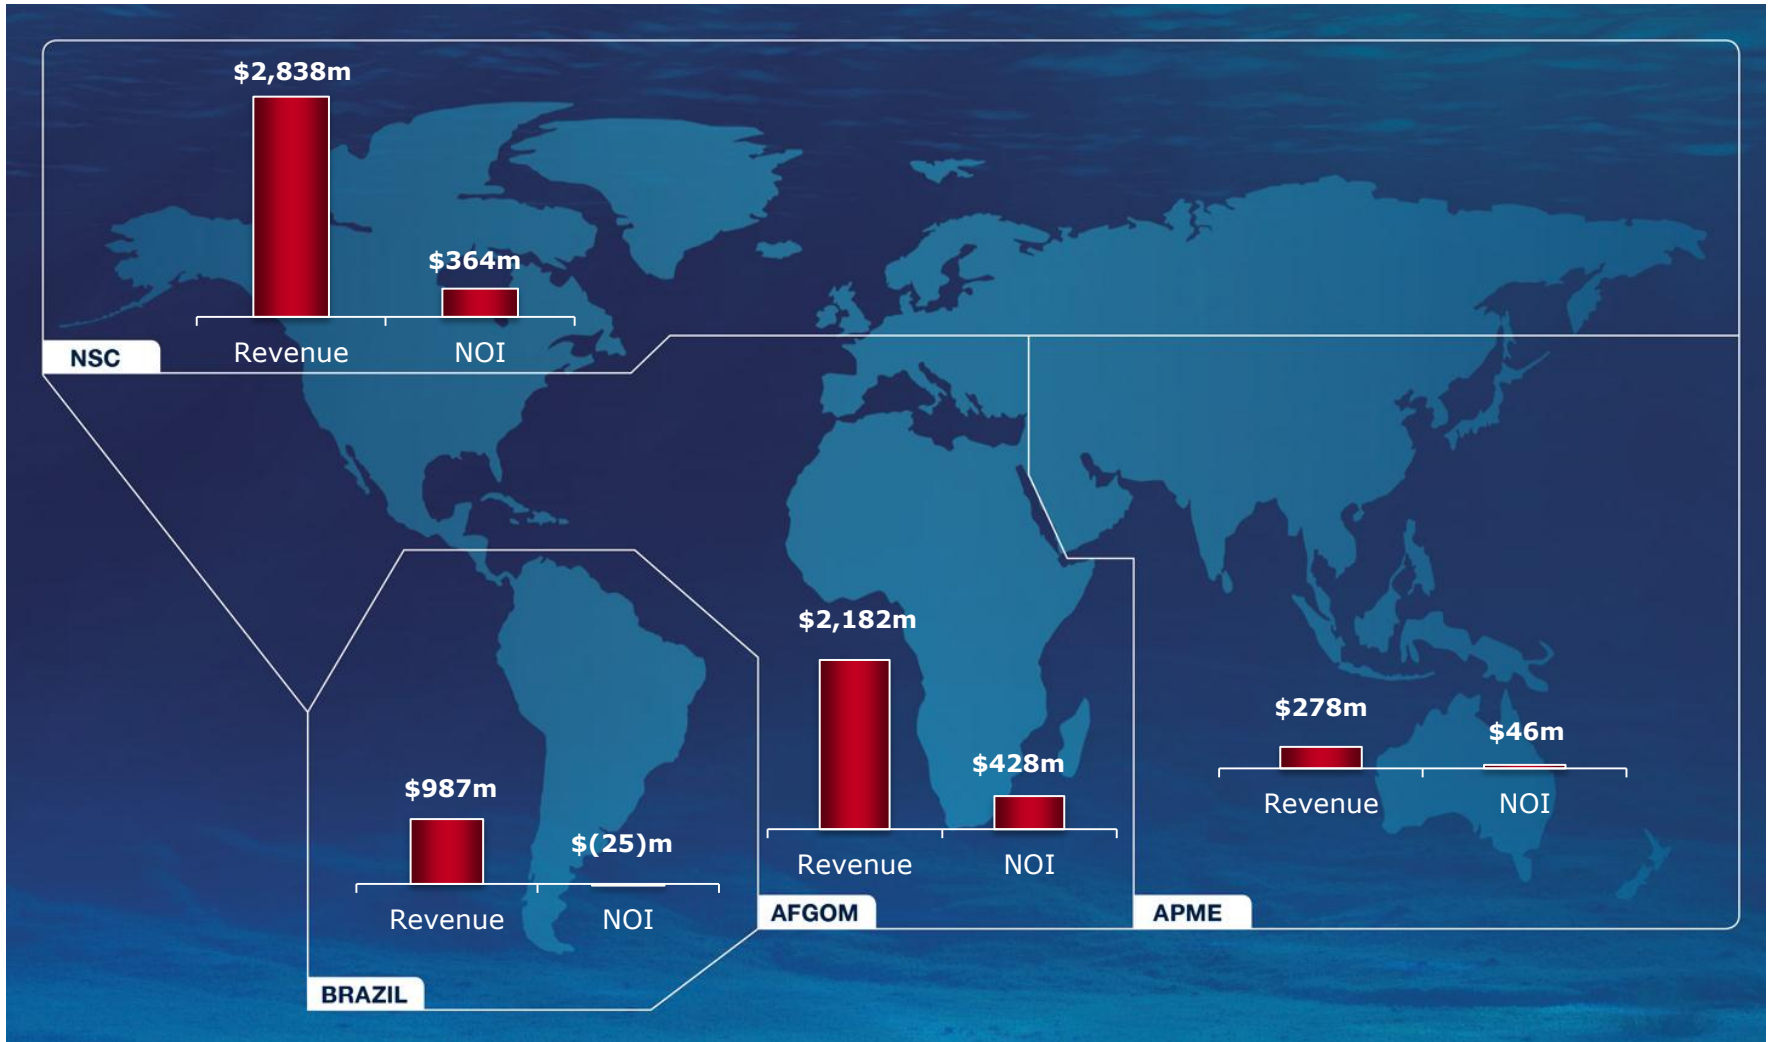 $2,838m
$364m
Revenue NOI
NSC
$987m
$(25)m
Revenue NOI
BRAZIL
$2,182m
$428m
Revenue NOI
AFGOM
$278m
$46m
Revenue NOI
APME